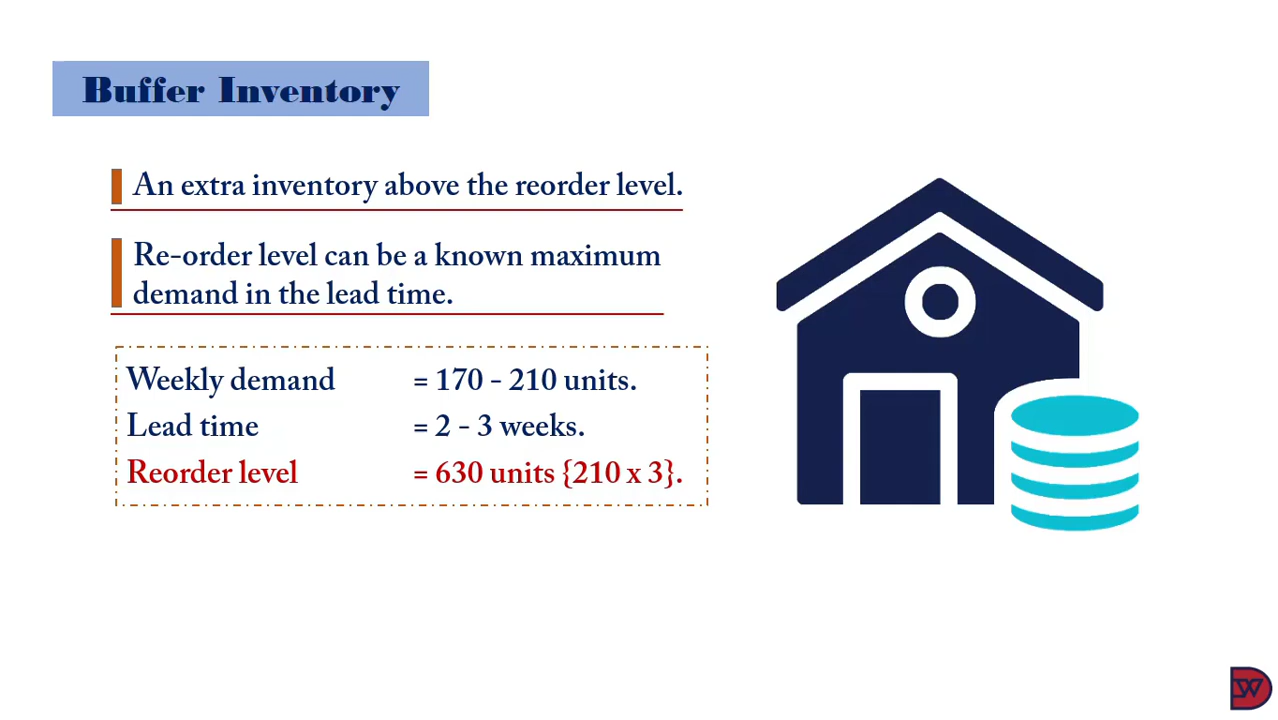 Buffer Inventory
An extra inventory above the reorder level.
Re-order level can be a known maximum
demand in the lead time.
Weekly demand = 170 - 210 units.
Lead time = 2 - 3 weeks.
Reorder level = 630 units {210 x 3}.
DW